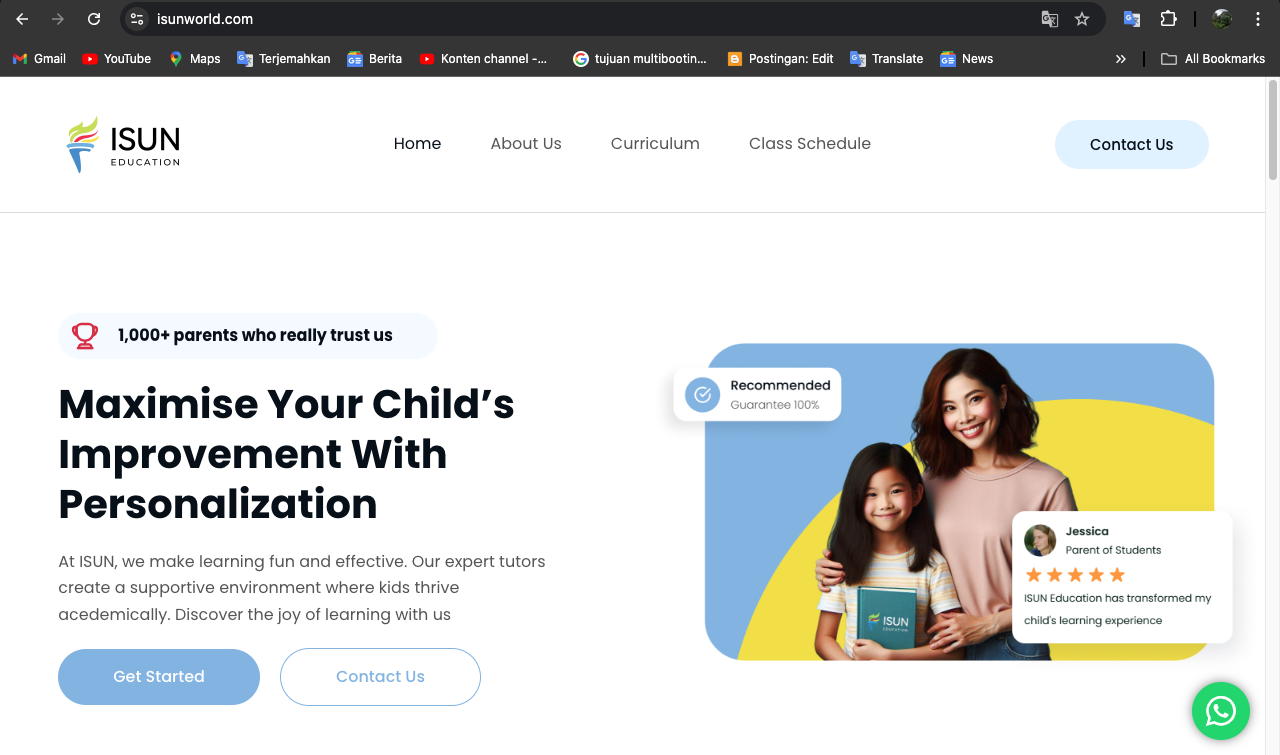 isunworld.com
Gmail YouTube Maps Terjemahkan Berita Konten channel -... tujuan multibootin... Postingan: Edit Translate News » All Bookmarks
ISUN
EDUCATION
Home About Us Curriculum Class Schedule Contact Us
1,000+ parents who really trust us
Maximise Your Child’s
Improvement With
Personalization
At ISUN, we make learning fun and effective. Our expert tutors
create a supportive environment where kids thrive
acedemically. Discover the joy of learning with us
Get Started Contact Us
Recommended
Guarantee 100%
Jessica
Parent of Students
ISUN Education has transformed my
child's learning experience
ISUN
EDUCATION